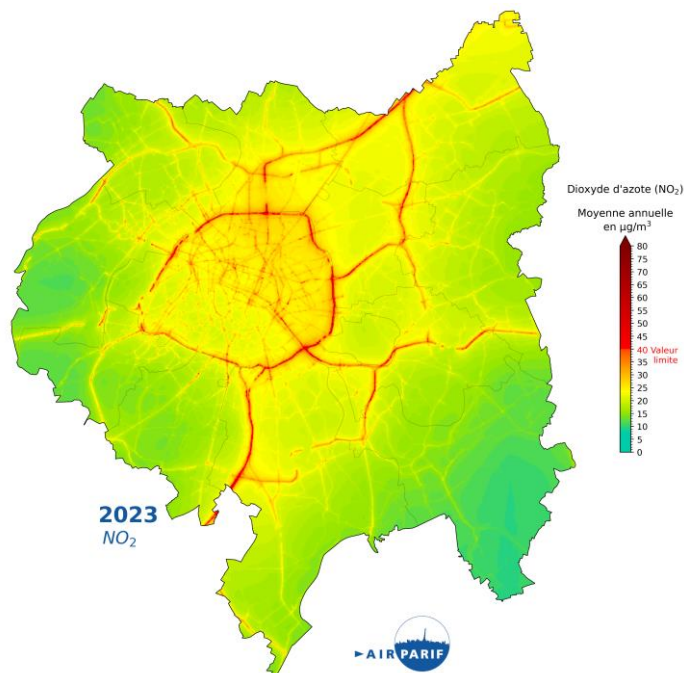 Dioxyde d'azote (NO₂)
Moyenne annuelle
en µg/m³
80
75
70
65
60
55
50
45
40 Valeur
limite
35
30
25
20
15
10
5
0
2023
NO₂
AIRPARIF